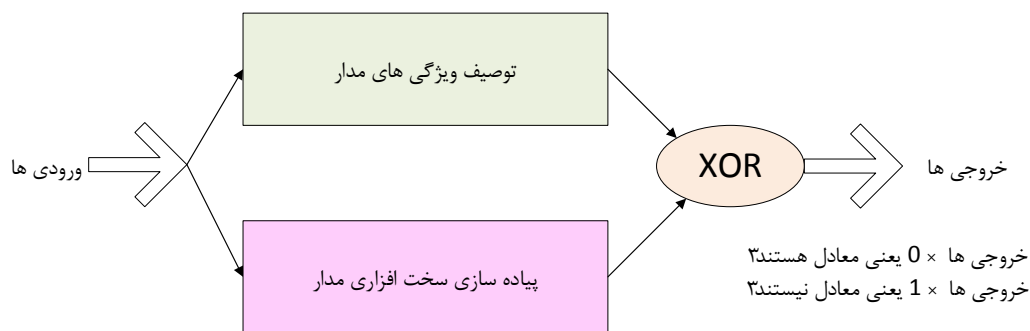 توصیف ویژگی های مدار
ورودی ها
XOR
خروجی ها
پیاده سازی سخت افزاری مدار
خروجی ها × 0 یعنی معادل هستند۳
خروجی ها × 1 یعنی معادل نیستند۳